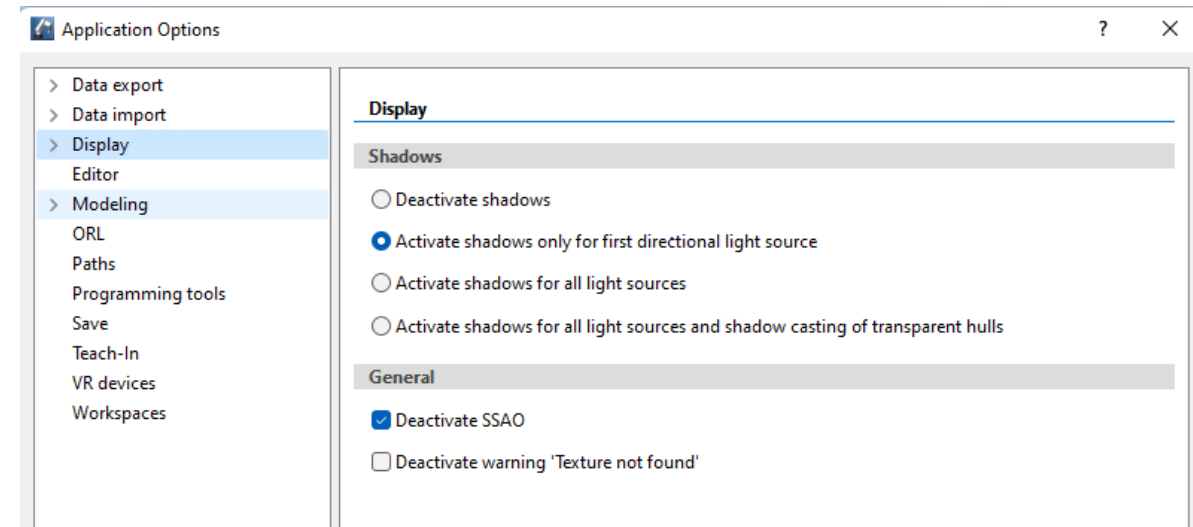 Application Options
?
Data export
Data import
Display
Editor
Modeling
ORL
Paths
Programming tools
Save
Teach-In
VR devices
Workspaces
Display
Shadows
Deactivate shadows
Activate shadows only for first directional light source
Activate shadows for all light sources
Activate shadows for all light sources and shadow casting of transparent hulls
General
Deactivate SSAO
Deactivate warning 'Texture not found'